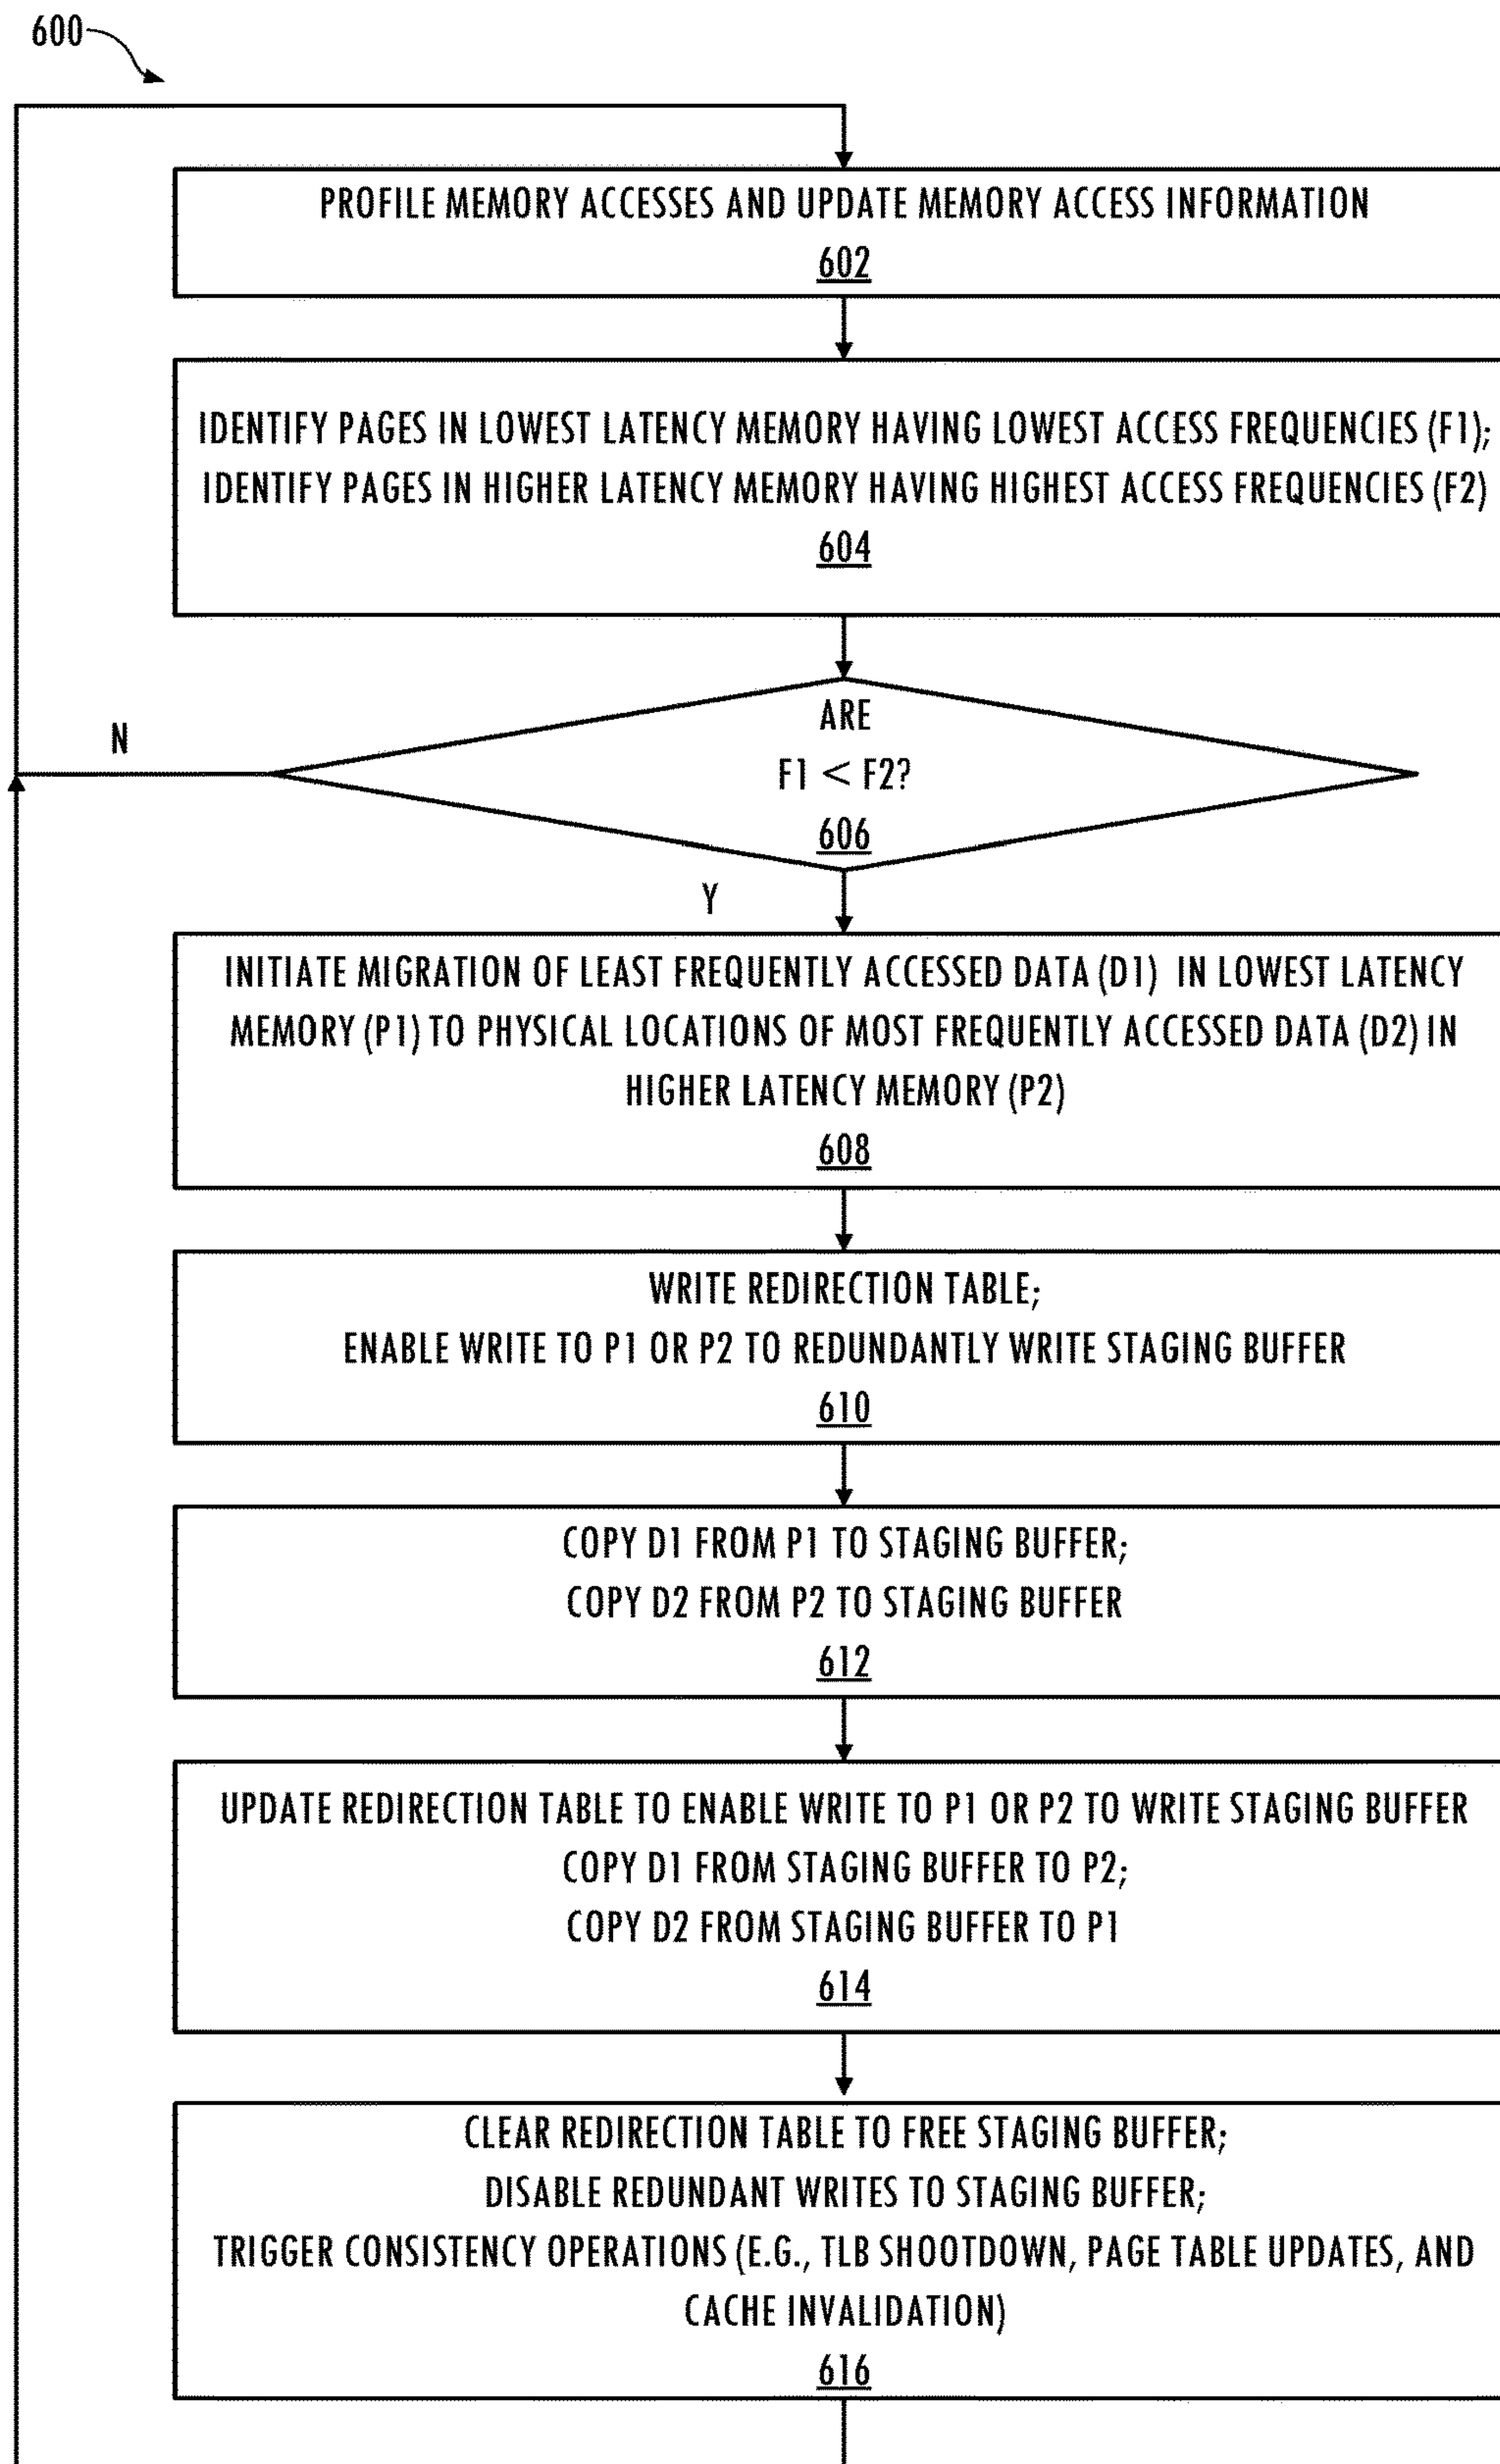 600
PROFILE MEMORY ACCESSES AND UPDATE MEMORY ACCESS INFORMATION
602
IDENTIFY PAGES IN LOWEST LATENCY MEMORY HAVING LOWEST ACCESS FREQUENCIES (F1);
IDENTIFY PAGES IN HIGHER LATENCY MEMORY HAVING HIGHEST ACCESS FREQUENCIES (F2)
604
ARE
N
F1 < F2?
606
Y
INITIATE MIGRATION OF LEAST FREQUENTLY ACCESSED DATA (D1) IN LOWEST LATENCY
MEMORY (P1) TO PHYSICAL LOCATIONS OF MOST FREQUENTLY ACCESSED DATA (D2) IN
HIGHER LATENCY MEMORY (P2)
608
WRITE REDIRECTION TABLE;
ENABLE WRITE TO P1 OR P2 TO REDUNDANTLY WRITE STAGING BUFFER
610
COPY D1 FROM P1 TO STAGING BUFFER;
COPY D2 FROM P2 TO STAGING BUFFER
612
UPDATE REDIRECTION TABLE TO ENABLE WRITE TO P1 OR P2 TO WRITE STAGING BUFFER
COPY D1 FROM STAGING BUFFER TO P2;
COPY D2 FROM STAGING BUFFER TO P1
614
CLEAR REDIRECTION TABLE TO FREE STAGING BUFFER;
DISABLE REDUNDANT WRITES TO STAGING BUFFER;
TRIGGER CONSISTENCY OPERATIONS (E.G., TLB SHOOTDOWN, PAGE TABLE UPDATES, AND
CACHE INVALIDATION)
616